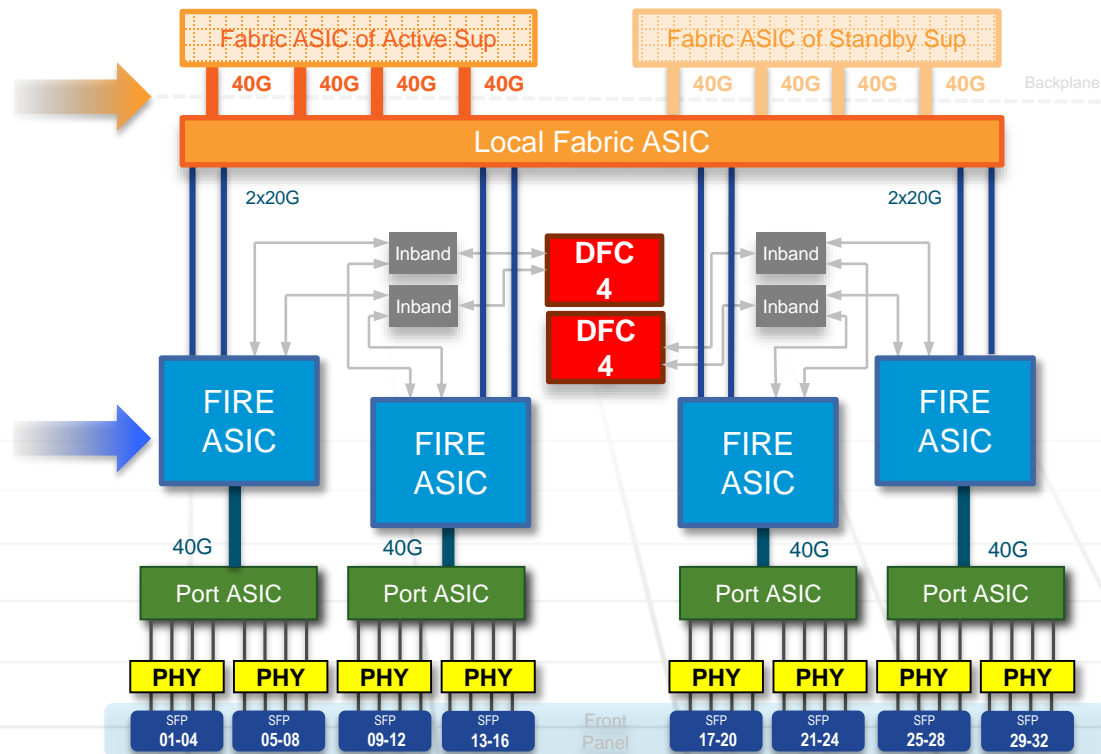 Fabric ASIC of Active Sup
Fabric ASIC of Standby Sup
40G 40G 40G 40G
40G 40G 40G 40G
Backplane
Local Fabric ASIC
2x20G
2x20G
Inband
DFC
4
Inband
Inband
Inband
DFC
4
FIRE
ASIC
FIRE
ASIC
FIRE
ASIC
FIRE
ASIC
40G
40G
40G
40G
Port ASIC
Port ASIC
Port ASIC
Port ASIC
PHY
PHY
PHY
PHY
PHY
PHY
PHY
PHY
SFP
01-04
SFP
05-08
SFP
09-12
SFP
13-16
Front
Panel
SFP
17-20
SFP
21-24
SFP
25-28
SFP
29-32